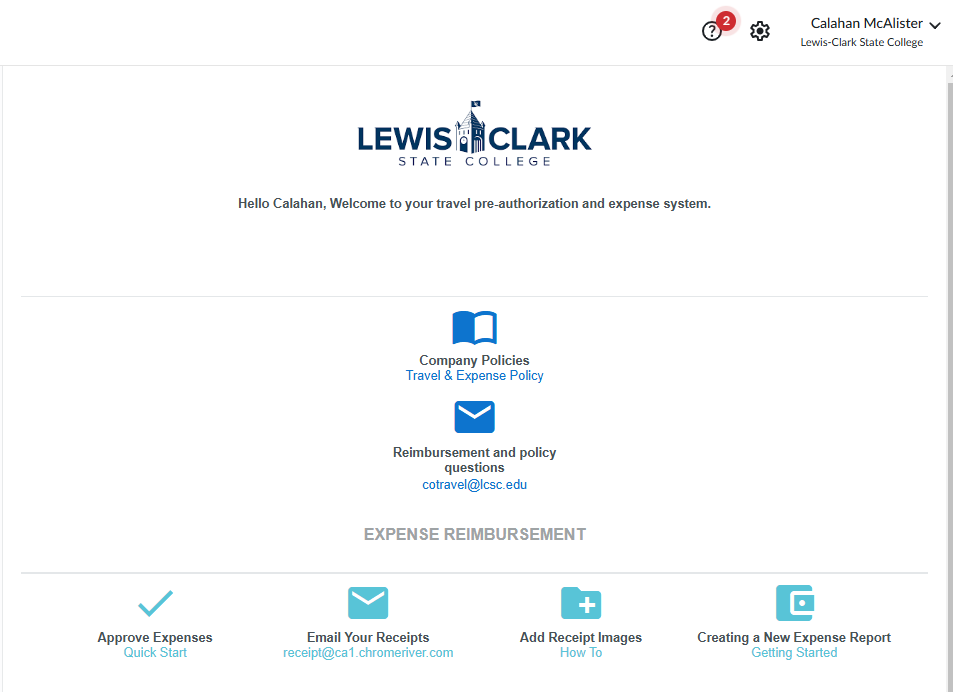 2
Calahan McAlister
Lewis-Clark State College
LEWIS CLARK
STATE COLLEGE
Hello Calahan, Welcome to your travel pre-authorization and expense system.
Company Policies
Travel & Expense Policy
Reimbursement and policy
questions
cotravel@lcsc.edu
EXPENSE REIMBURSEMENT
Approve Expenses
Quick Start
Email Your Receipts
receipt@ca1.chromeriver.com
Add Receipt Images
How To
Creating a New Expense Report
Getting Started